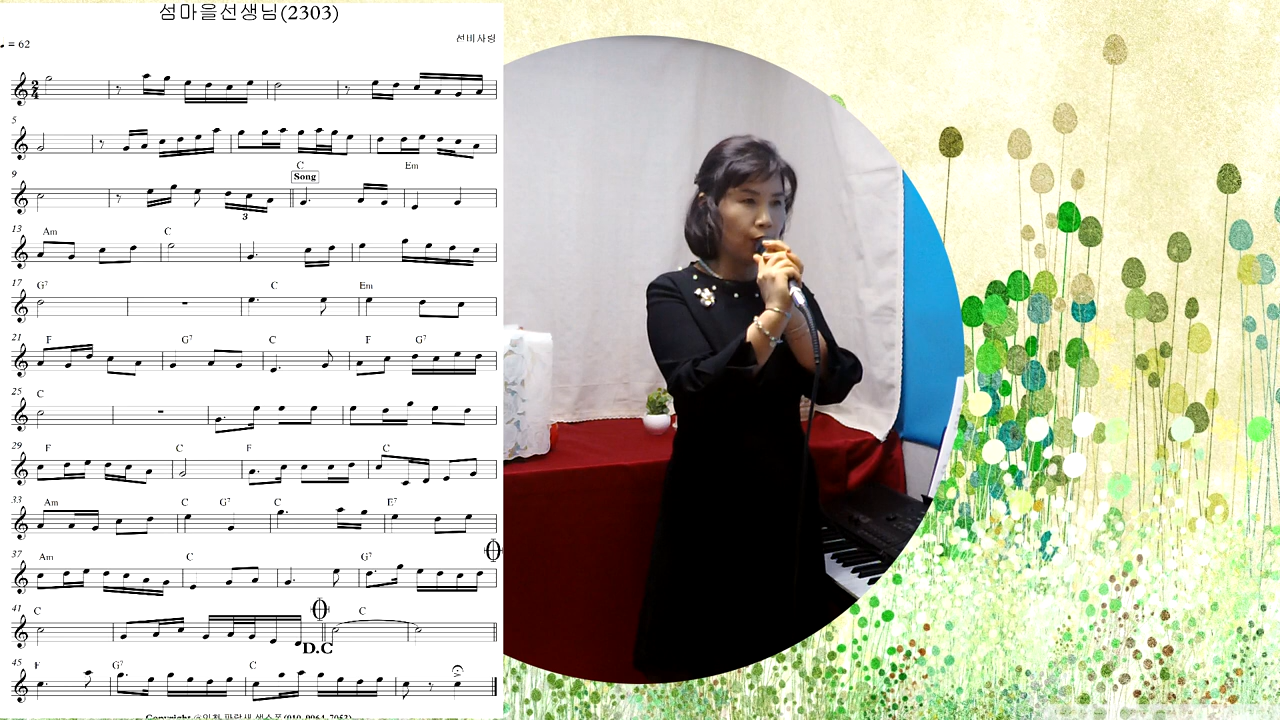 섬마을선생님(2303)
♩ = 62
선비사랑
5
C Em
9
Song
3
13 Am C
17 G7 C Em
21 F G7 C F G7
25 C
29 F C F C
33 Am C G7 C E7
37 Am C G7
41 C C
D.C
45 F G7 C